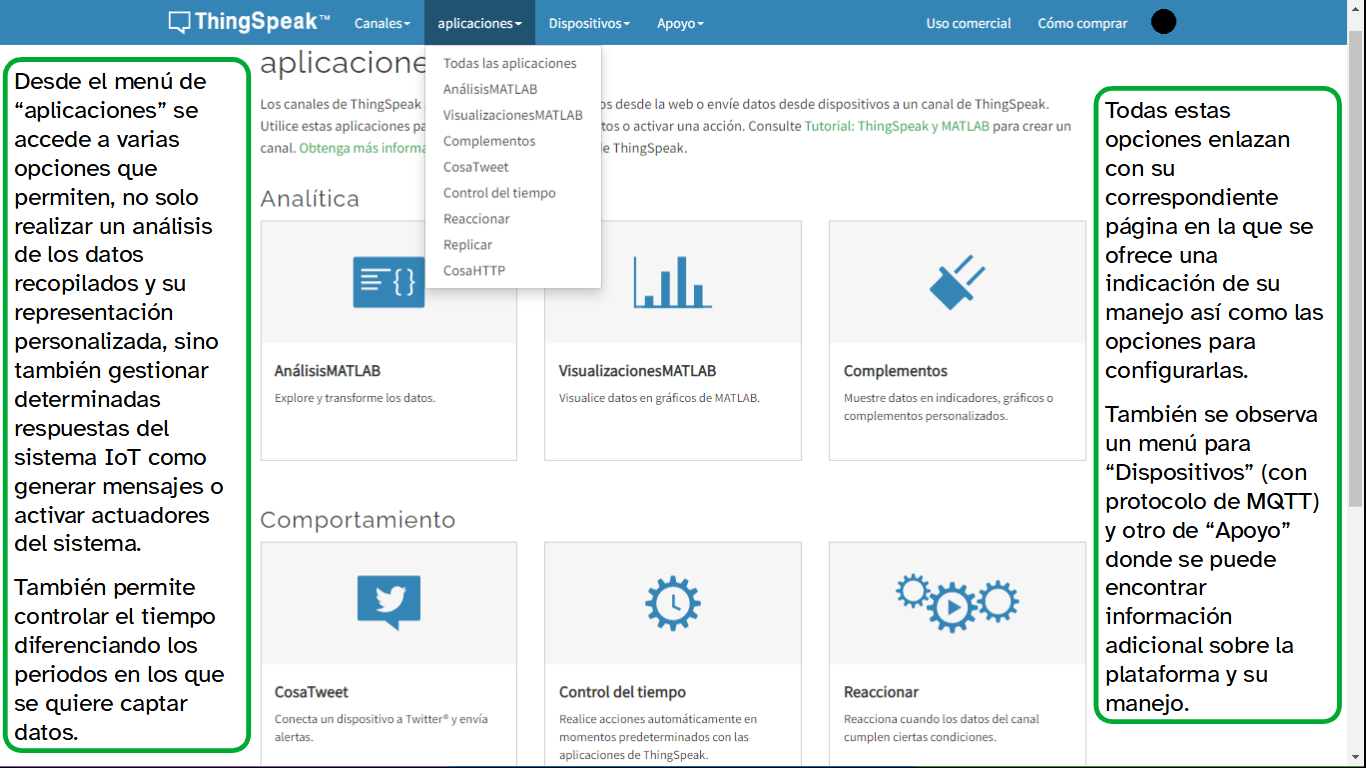 ThingSpeak™ Canales aplicaciones Dispositivos Apoyo Uso comercial Cómo comprar
Desde el menú de
“aplicaciones” se
accede a varias
opciones que
permiten, no solo
realizar un análisis
de los datos
recopilados y su
representación
personalizada, sino
también gestionar
determinadas
respuestas del
sistema IoT como
generar mensajes o
activar actuadores
del sistema.
También permite
controlar el tiempo
diferenciando los
periodos en los que
se quiere captar
datos.
aplicacione
Todas las aplicaciones
AnálisisMATLAB
VisualizacionesMATLAB
Complementos
CosaTweet
Control del tiempo
Reaccionar
Replicar
CosaHTTP
Los canales de ThingSpeak os desde la web o envíe datos desde dispositivos a un canal de ThingSpeak.
Utilice estas aplicaciones pa tos o activar una acción. Consulte Tutorial: ThingSpeak y MATLAB para crear un
canal. Obtenga más informa e ThingSpeak.
Analítica
AnálisisMATLAB
Explore y transforme los datos.
VisualizacionesMATLAB
Visualice datos en gráficos de MATLAB.
Complementos
Muestre datos en indicadores, gráficos o
complementos personalizados.
Comportamiento
CosaTweet
Conecta un dispositivo a Twitter® y envía
alertas.
Control del tiempo
Realice acciones automáticamente en
momentos predeterminados con las
aplicaciones de ThingSpeak.
Reaccionar
Reacciona cuando los datos del canal
cumplen ciertas condiciones.
Todas estas
opciones enlazan
con su
correspondiente
página en la que se
ofrece una
indicación de su
manejo así como las
opciones para
configurarlas.
También se observa
un menú para
“Dispositivos” (con
protocolo de MQTT)
y otro de “Apoyo”
donde se puede
encontrar
información
adicional sobre la
plataforma y su
manejo.